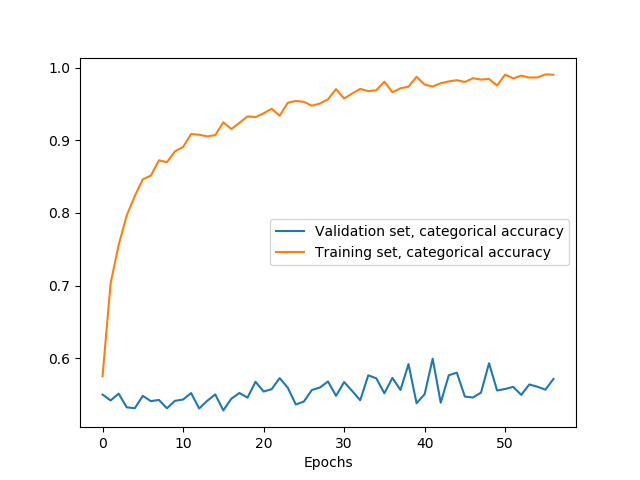 1.0
0.9
0.8
0.7
0.6
Validation set, categorical accuracy
Training set, categorical accuracy
0 10 20 30 40 50
Epochs